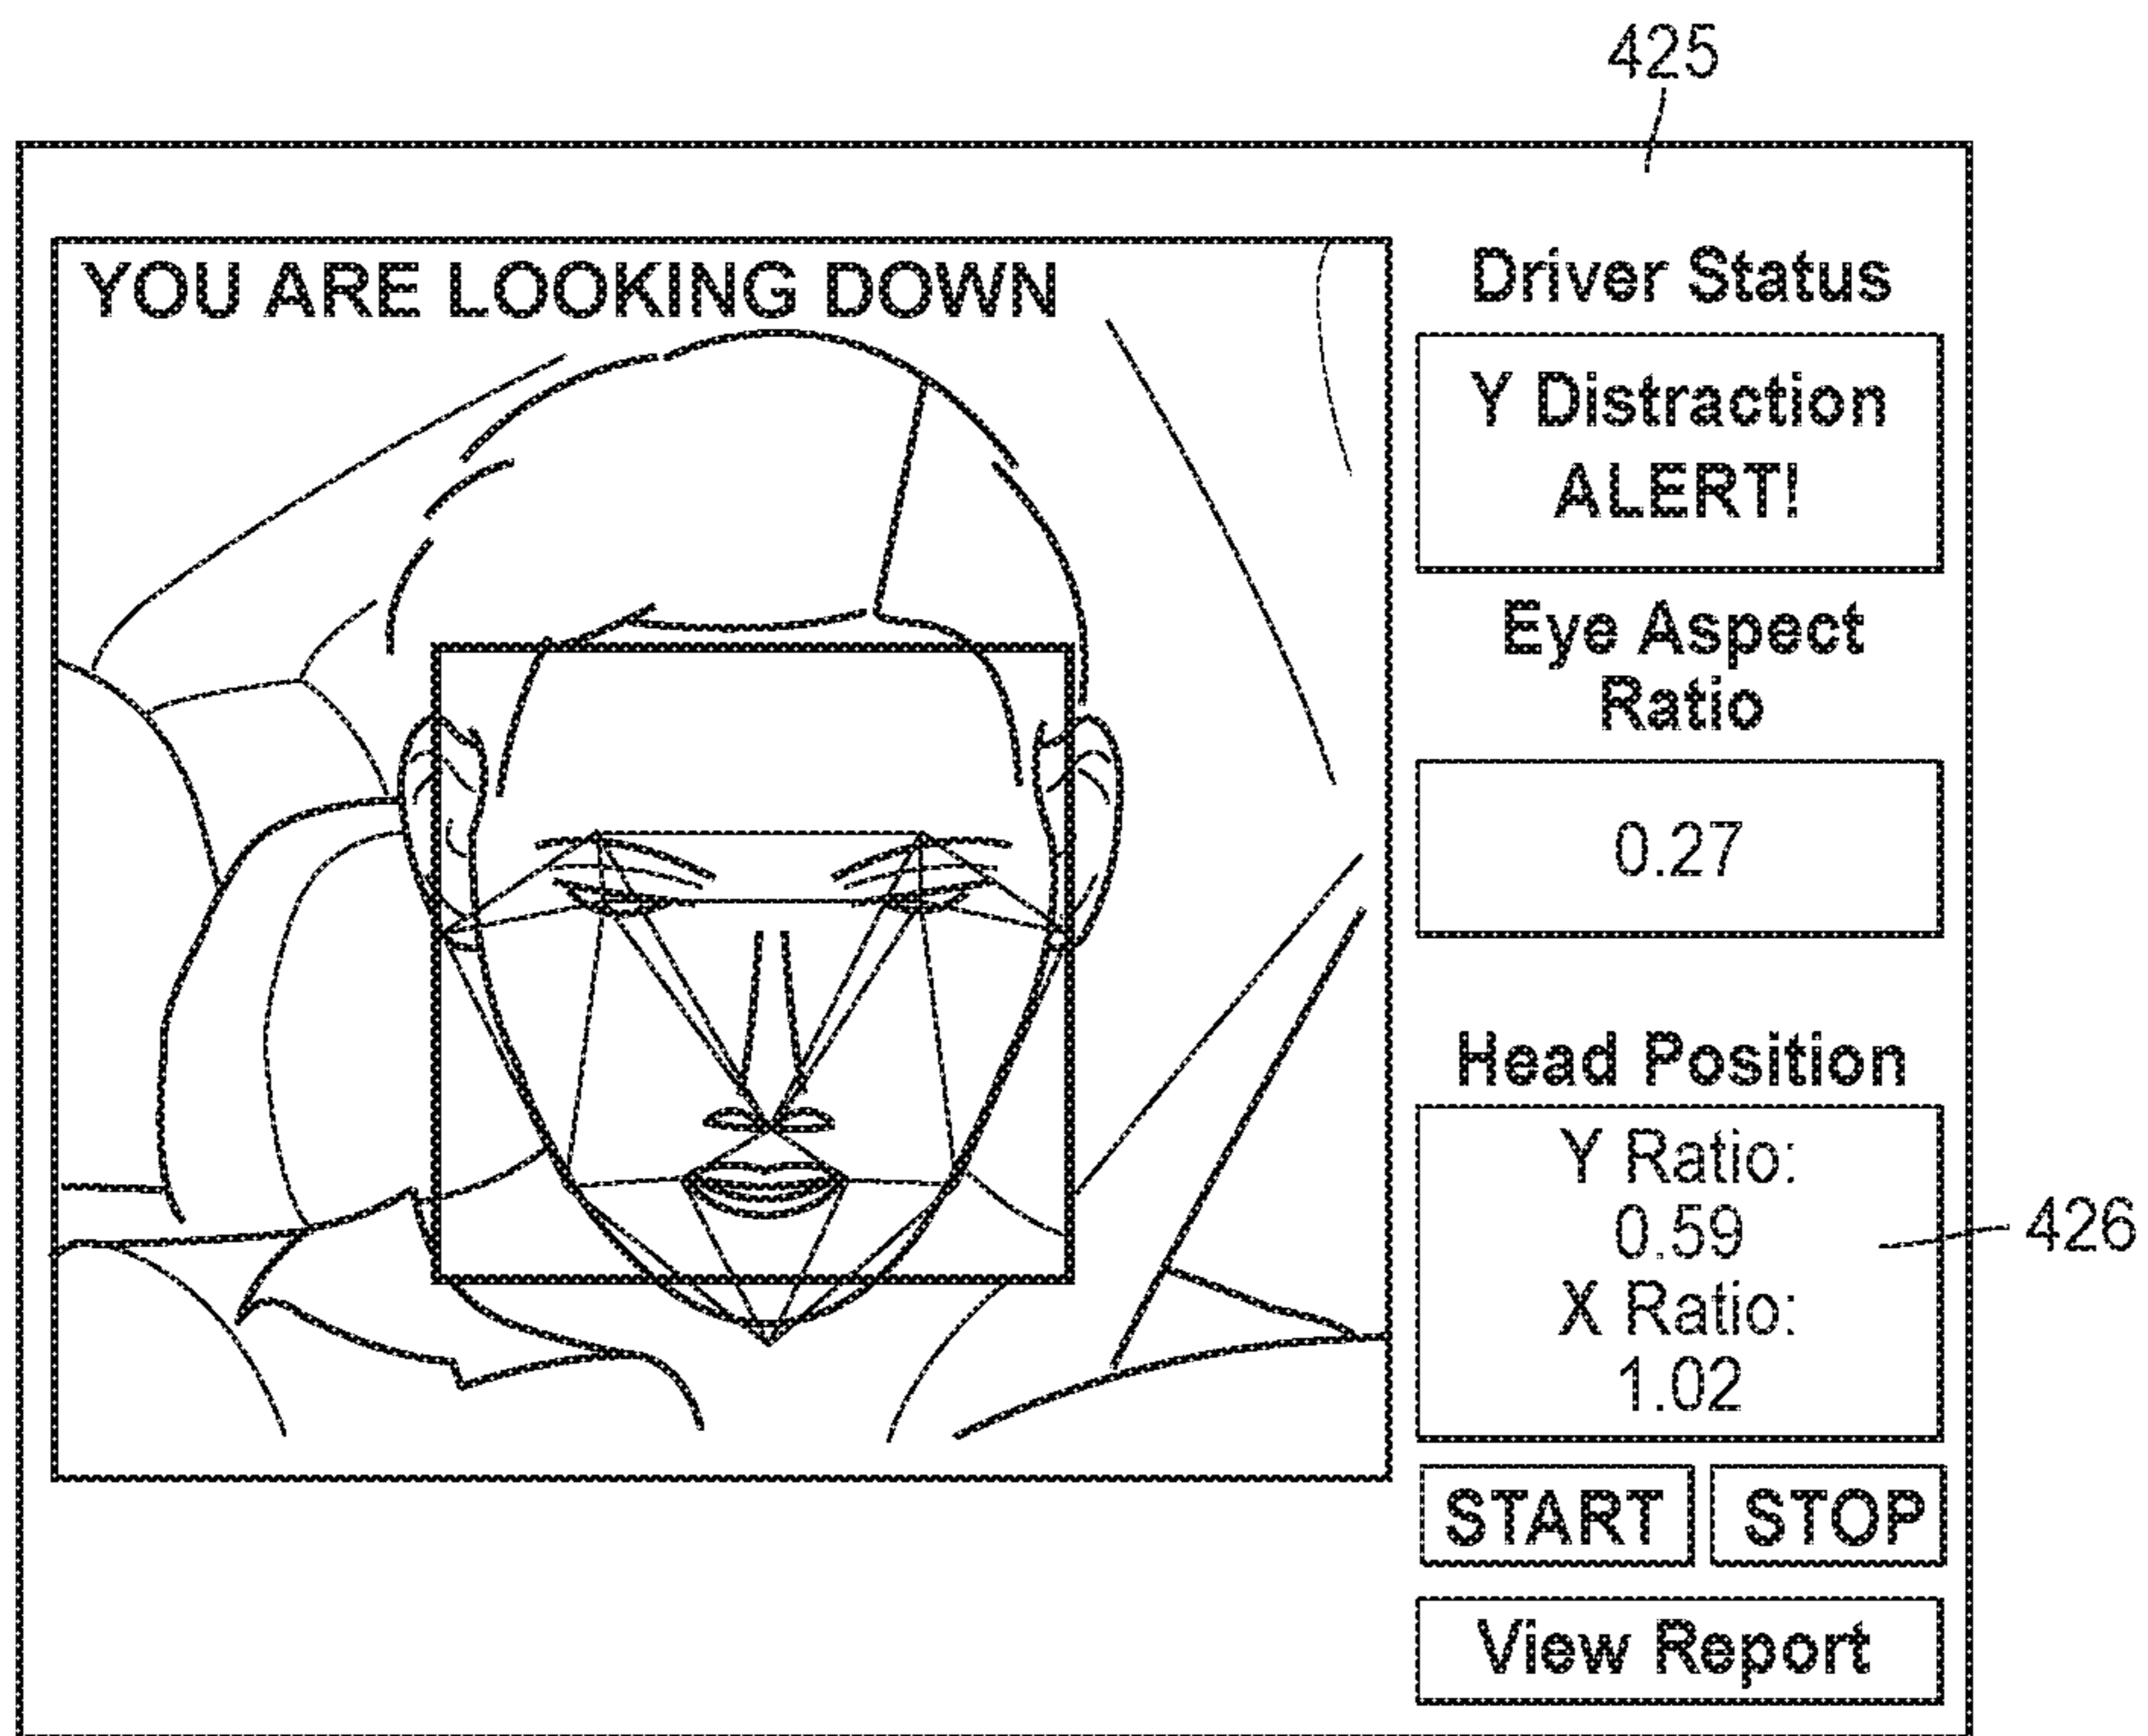 425
YOU ARE LOOKING DOWN
Driver Status
Y Distraction
ALERT!
Eye Aspect
Ratio
0.27
Head Position
Y Ratio:
0.59
X Ratio:
1.02
426
START STOP
View Report